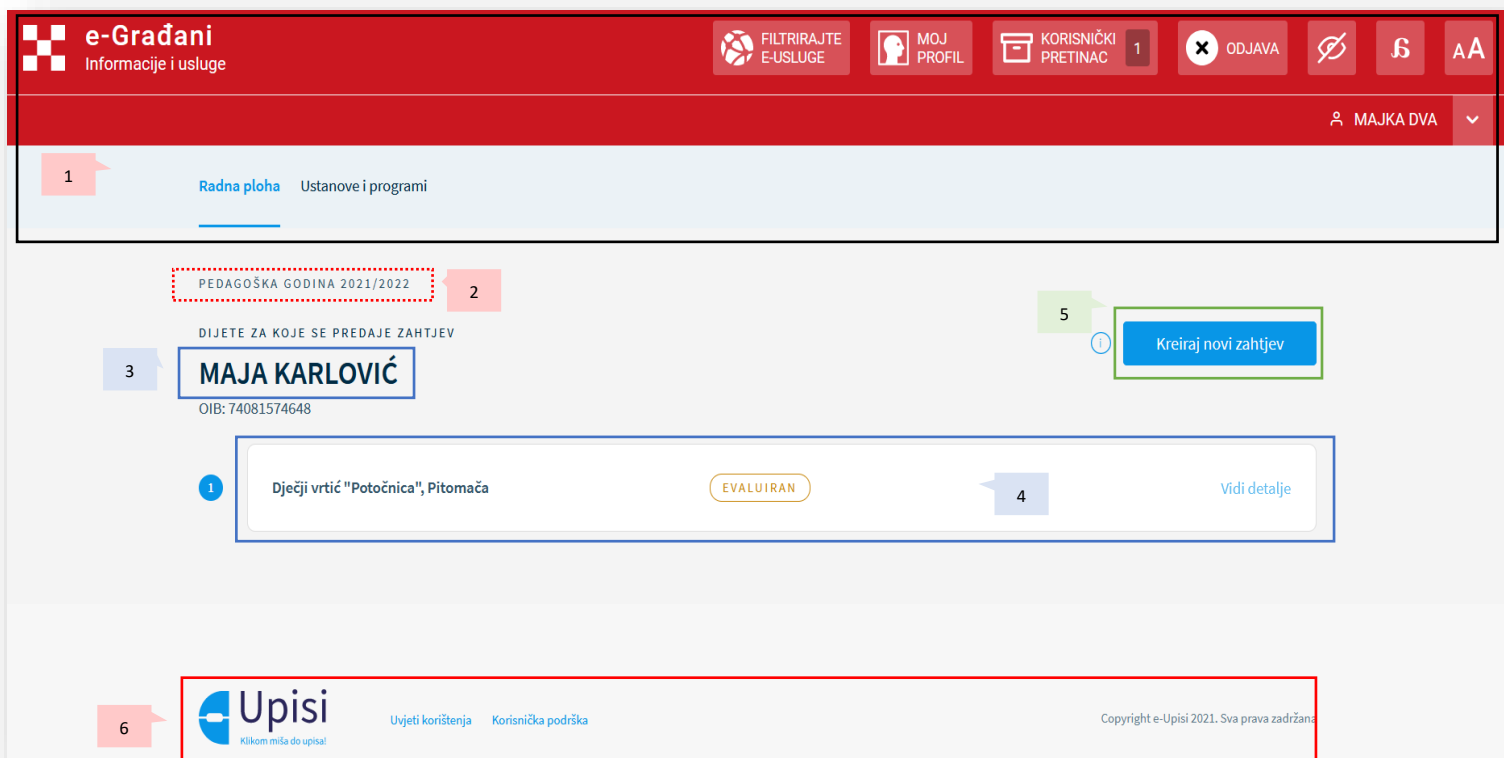 e-Građani
Informacije i usluge
FILTRIRAJTE
E-USLUGE
MOJ
PROFIL
KORISNIČKI
PRETINAC
1
ODJAVA
AA
MAJKA DVA
1
Radna ploha Ustanove i programi
PEDAGOŠKA GODINA 2021/2022
2
DIJETE ZA KOJE SE PREDAJE ZAHTJEV
5
i
Kreiraj novi zahtjev
3
MAJA KARLOVIĆ
OIB: 74081574648
1
Dječji vrtić "Potočnica", Pitomača
EVALUIRAN
4
Vidi detalje
6
Upisi
Klikom miša do upisa!
Uvjeti korištenja Korisnička podrška
Copyright e-Upisi 2021. Sva prava zadržana